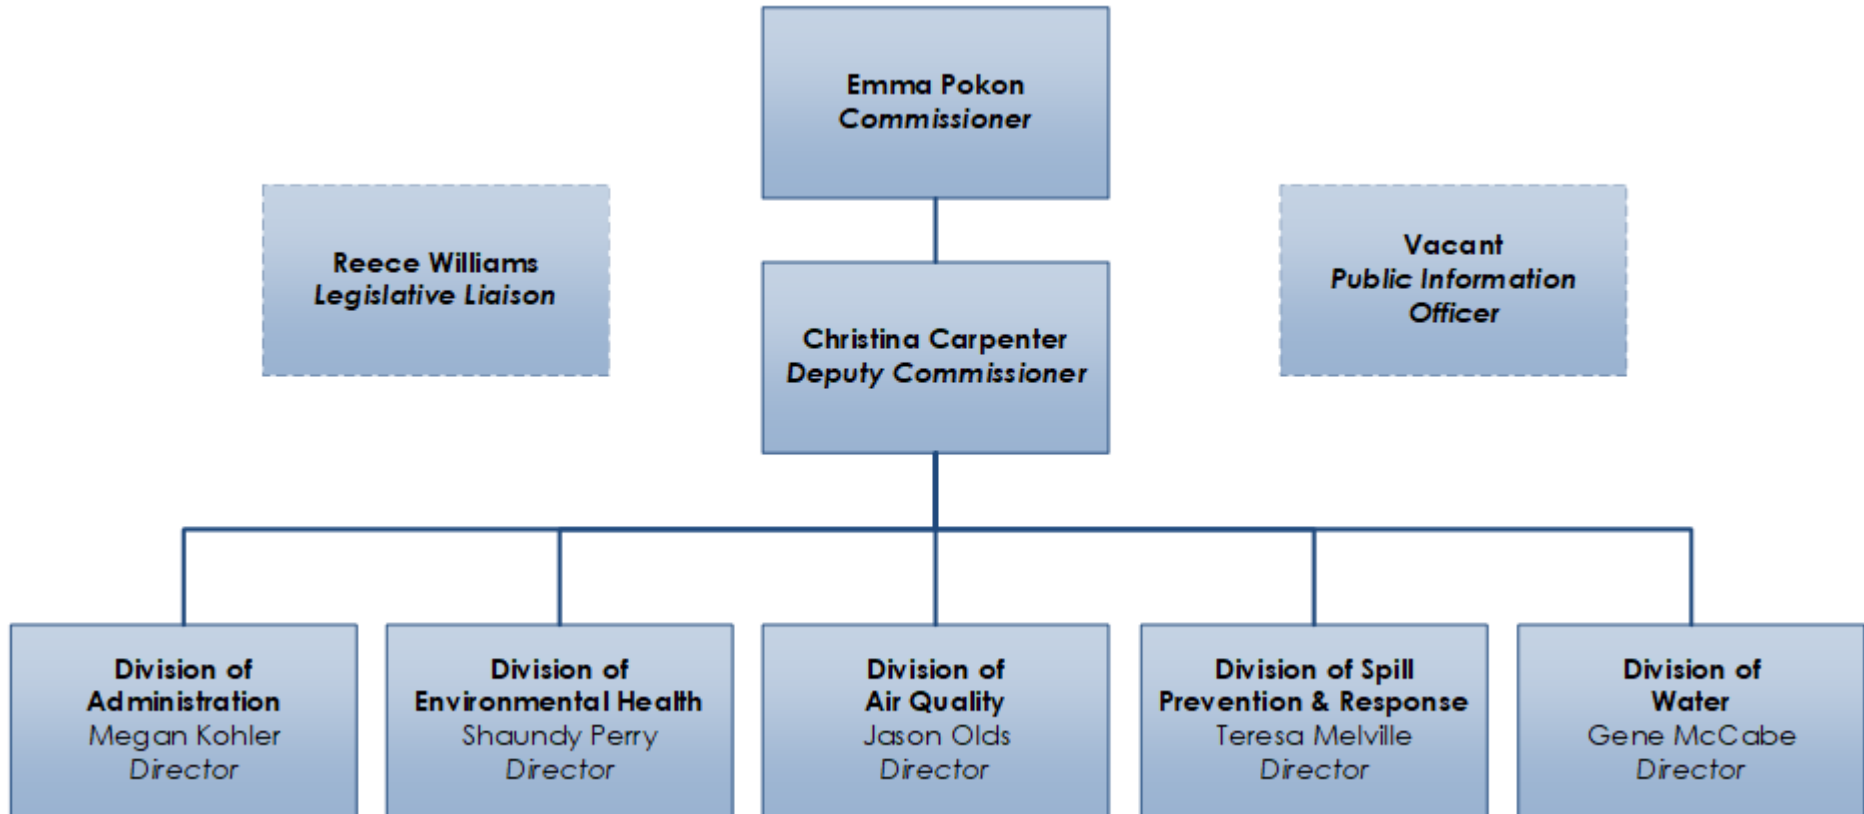 Emma Pokon
Commissioner
Reece Williams
Legislative Liaison
Vacant
Public Information
Officer
Christina Carpenter
Deputy Commissioner
Division of
Administration
Megan Kohler
Director
Division of
Environmental Health
Shaundy Perry
Director
Division of
Air Quality
Jason Olds
Director
Division of Spill
Prevention & Response
Teresa Melville
Director
Division of
Water
Gene McCabe
Director